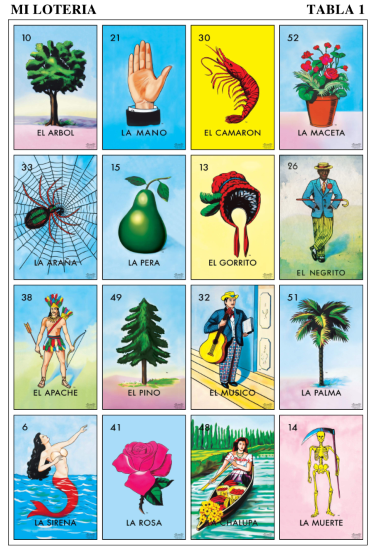 MI LOTERIA TABLA 1
10 21 30 52
EL ARBOL LA MANO EL CAMARON LA MACETA
33 15 13 26
LA ARAÑA LA PERA EL GORRITO EL NEGRITO
38 49 32 51
EL APACHE EL PINO EL MUSICO LA PALMA
6 41 48 14
LA SIRENA LA ROSA CHALUPA LA MUERTE